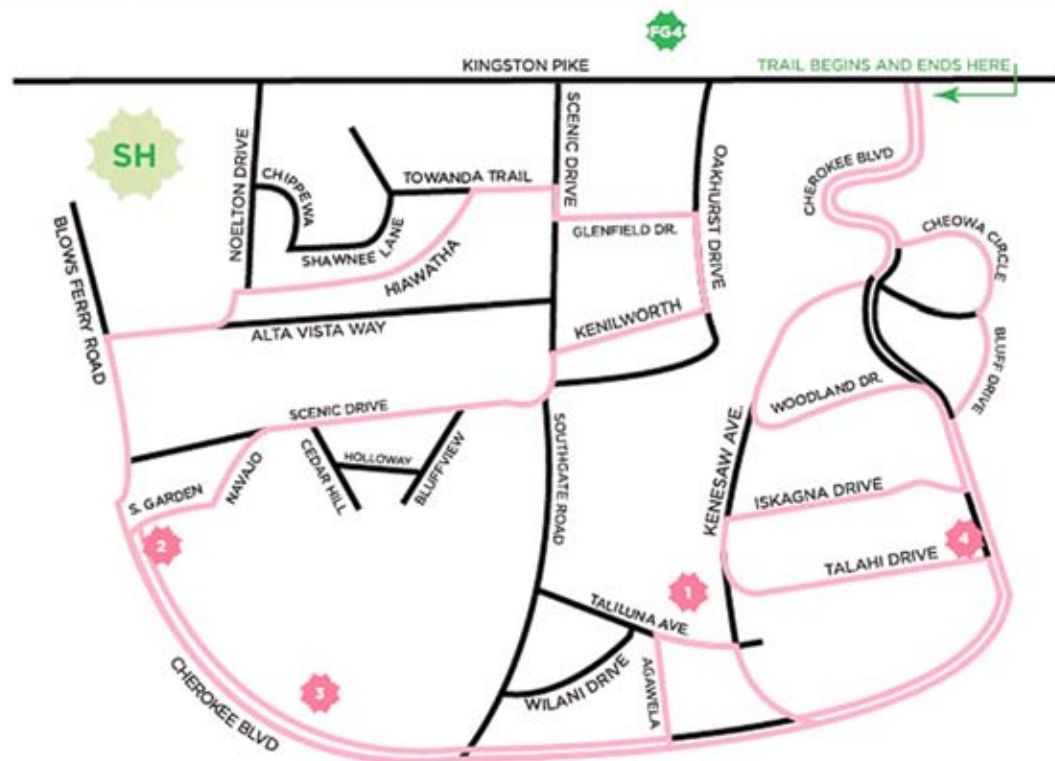 FG4
KINGSTON PIKE
TRAIL BEGINS AND ENDS HERE
SH
NOELTON DRIVE
CHIPPEWA
TOWANDA TRAIL
SCENIC DRIVE
OAKHURST DRIVE
CHEROKEE BLVD
CHEOWA CIRCLE
BLOWS FERRY ROAD
SHAWNEE LANE
HIAWATHA
GLENFIELD DR.
ALTA VISTA WAY
KENILWORTH
BLUFF DRIVE
WOODLAND DR.
SCENIC DRIVE
KENESAW AVE.
CEDAR HILL
HOLLOWAY
BLUFFVIEW
SOUTHGATE ROAD
S. GARDEN
NAVAJO
ISKAGNA DRIVE
2
4
TALAHI DRIVE
1
TALILUNA AVE.
WILANI DRIVE
AGAWELA
3
CHEROKEE BLVD